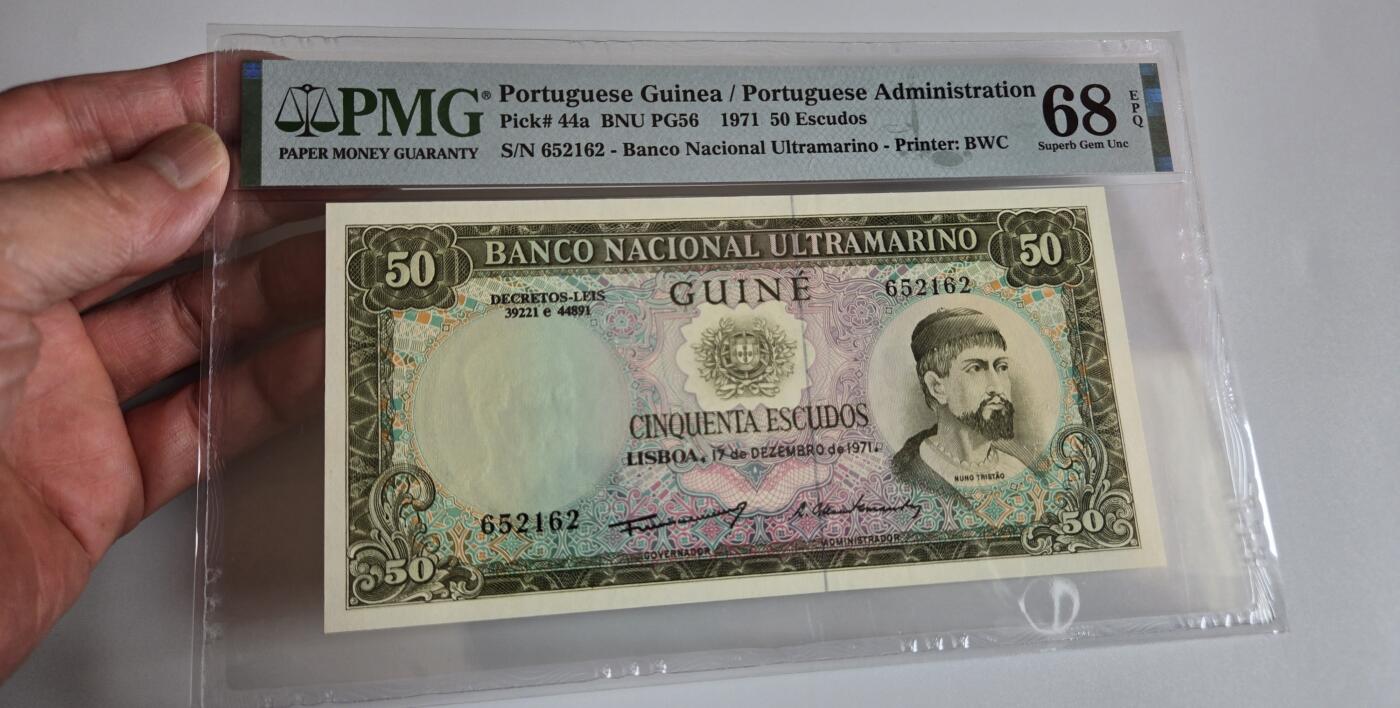 PMG®
PAPER MONEY GUARANTY
Portuguese Guinea / Portuguese Administration
Pick# 44a BNU PG56 1971 50 Escudos
S/N 652162 - Banco Nacional Ultramarino - Printer: BWC
68
EPQ
Superb Gem Unc
50
BANCO NACIONAL ULTRAMARINO
50
DECRETOS-LEIS
39221 e 44891
GUINÉ
652162
CINQUENTA ESCUDOS
LISBOA, 17 de DEZEMBRO de 1971.
NUNO TRISTÃO
652162
GOVERNADOR
ADMINISTRADOR
50
50